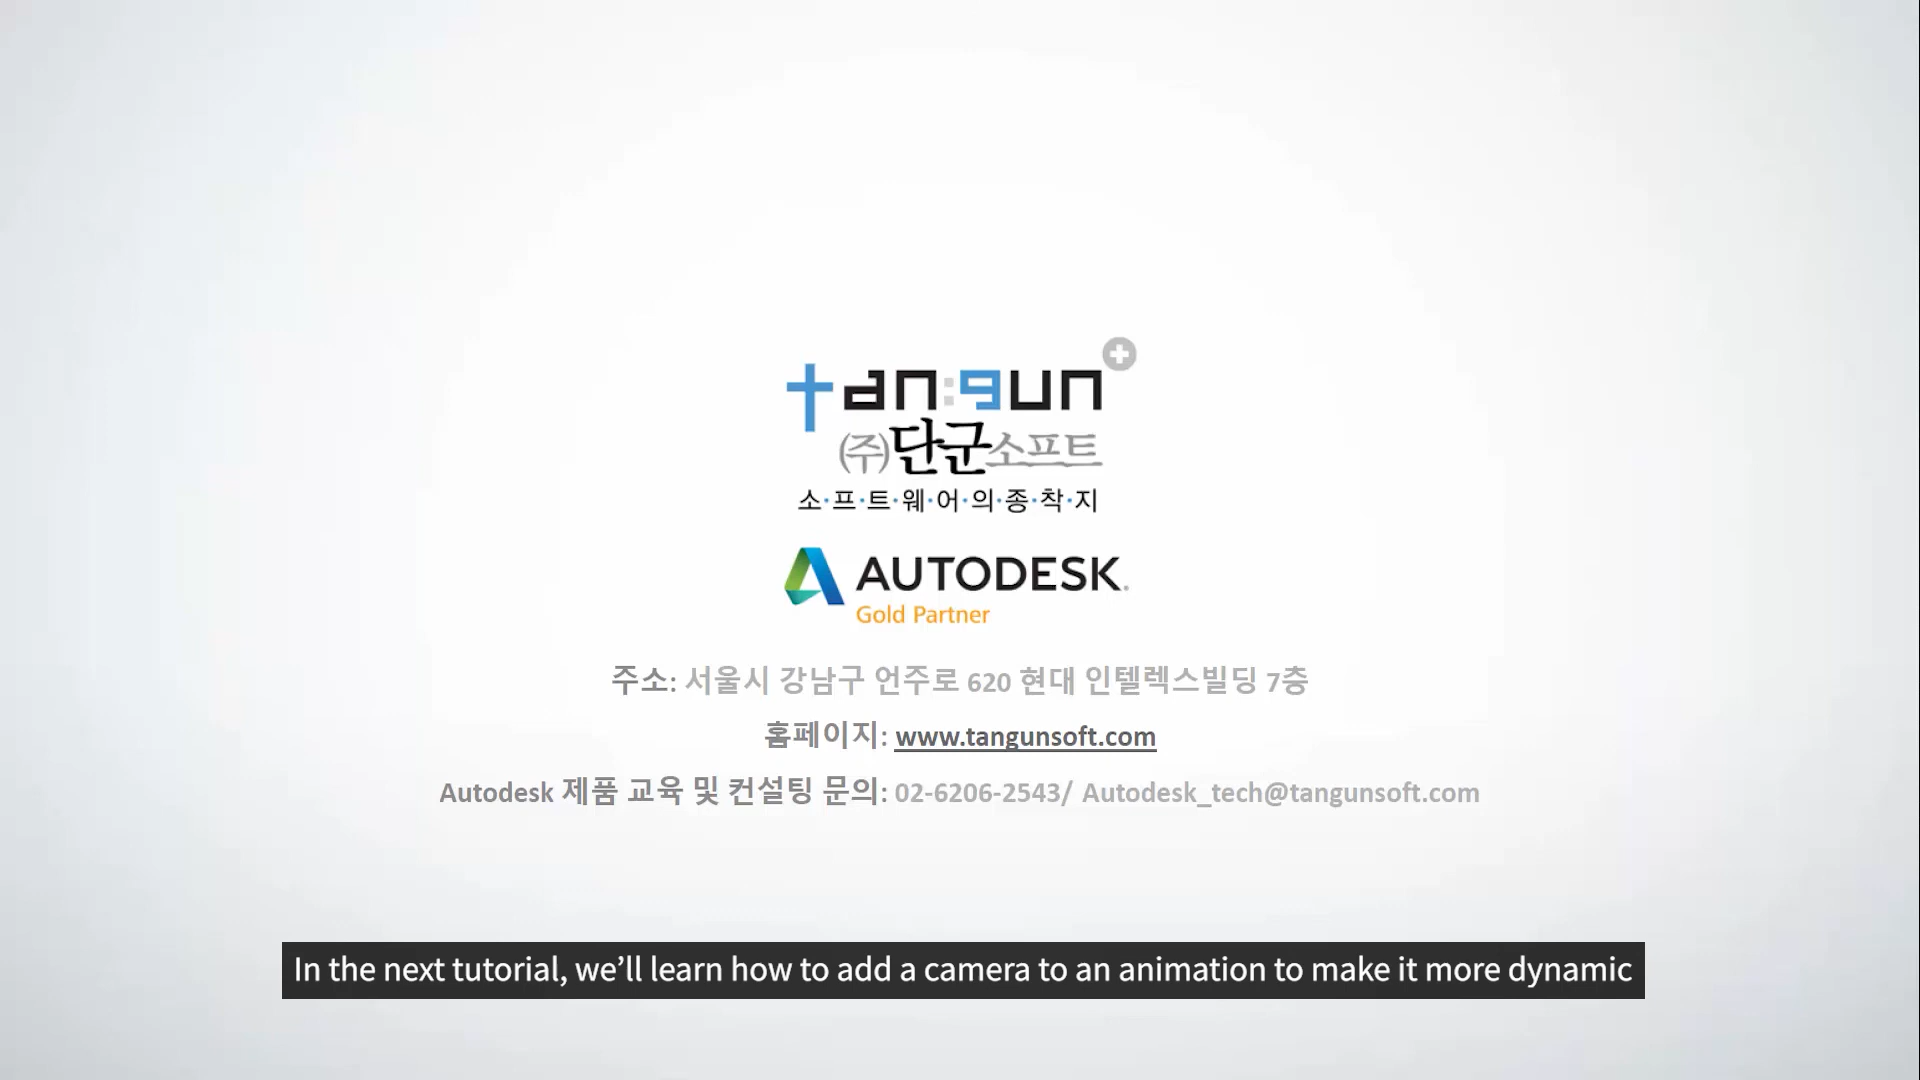 tan:gun
(주)단군소프트
소·프·트·웨·어·의·종·착·지
AUTODESK.
Gold Partner
주소: 서울시 강남구 언주로 620 현대 인텔렉스빌딩 7층
홈페이지: www.tangunsoft.com
Autodesk 제품 교육 및 컨설팅 문의: 02-6206-2543/ Autodesk_tech@tangunsoft.com
In the next tutorial, we’ll learn how to add a camera to an animation to make it more dynamic